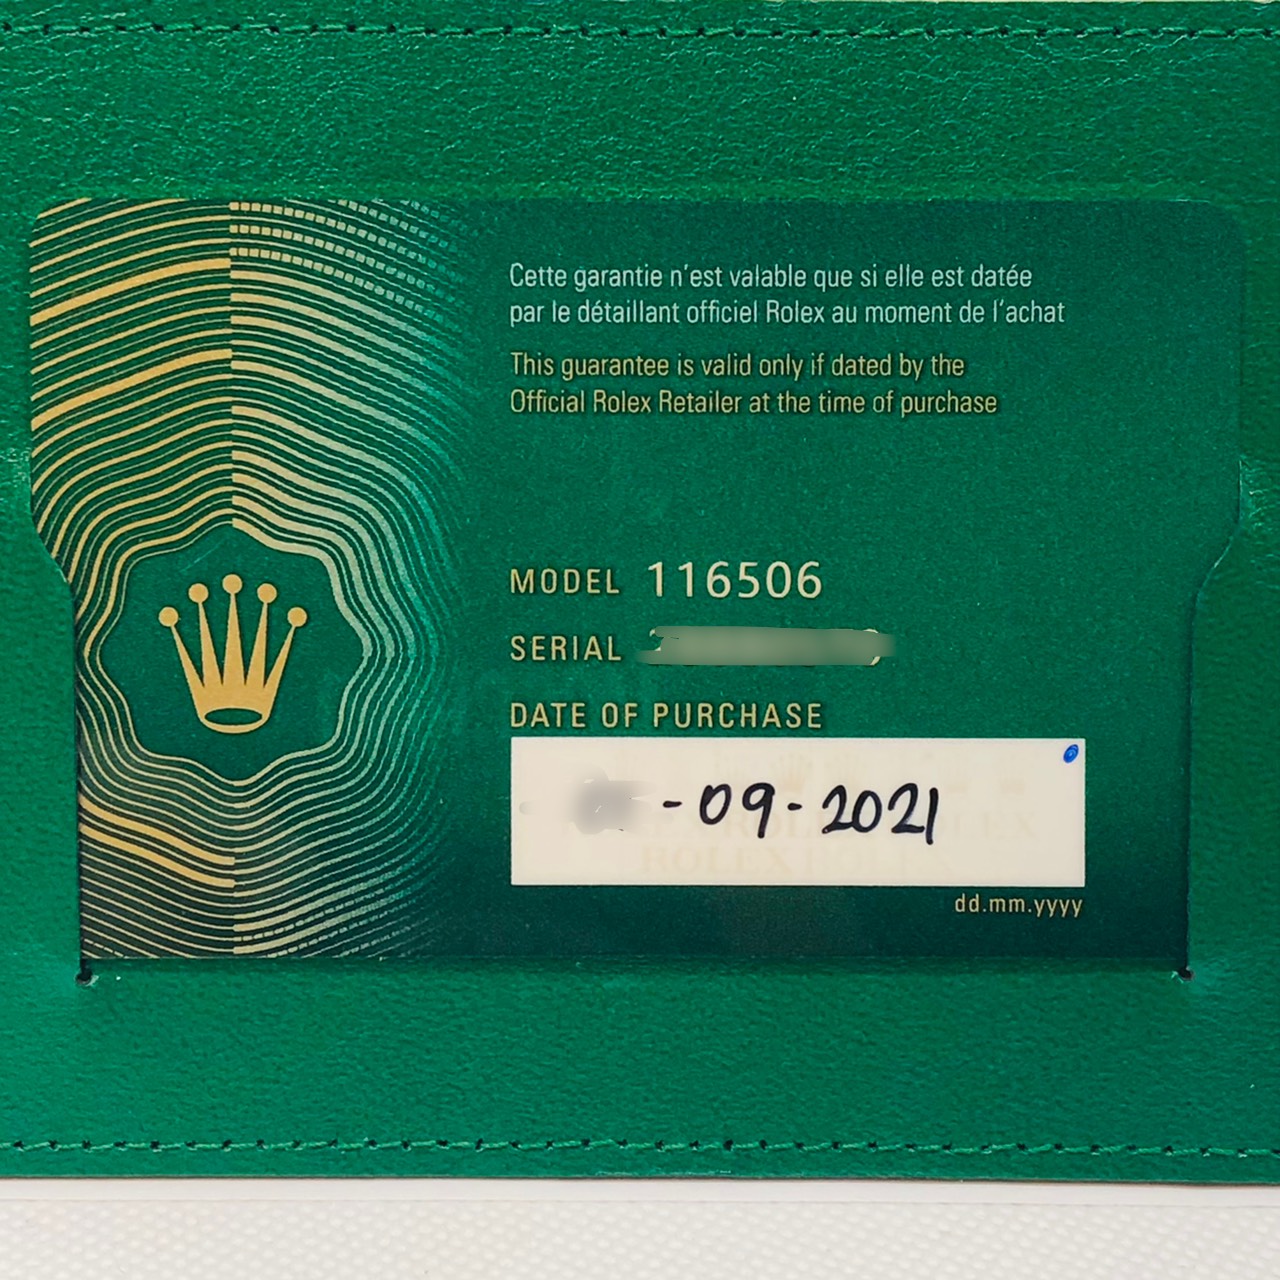 Cette garantie n'est valable que si elle est datée
par le détaillant officiel Rolex au moment de l'achat
This guarantee is valid only if dated by the
Official Rolex Retailer at the time of purchase
MODEL 116506
SERIAL
DATE OF PURCHASE
-09-2021
ROLEX ROLEX
dd.mm.yyyy